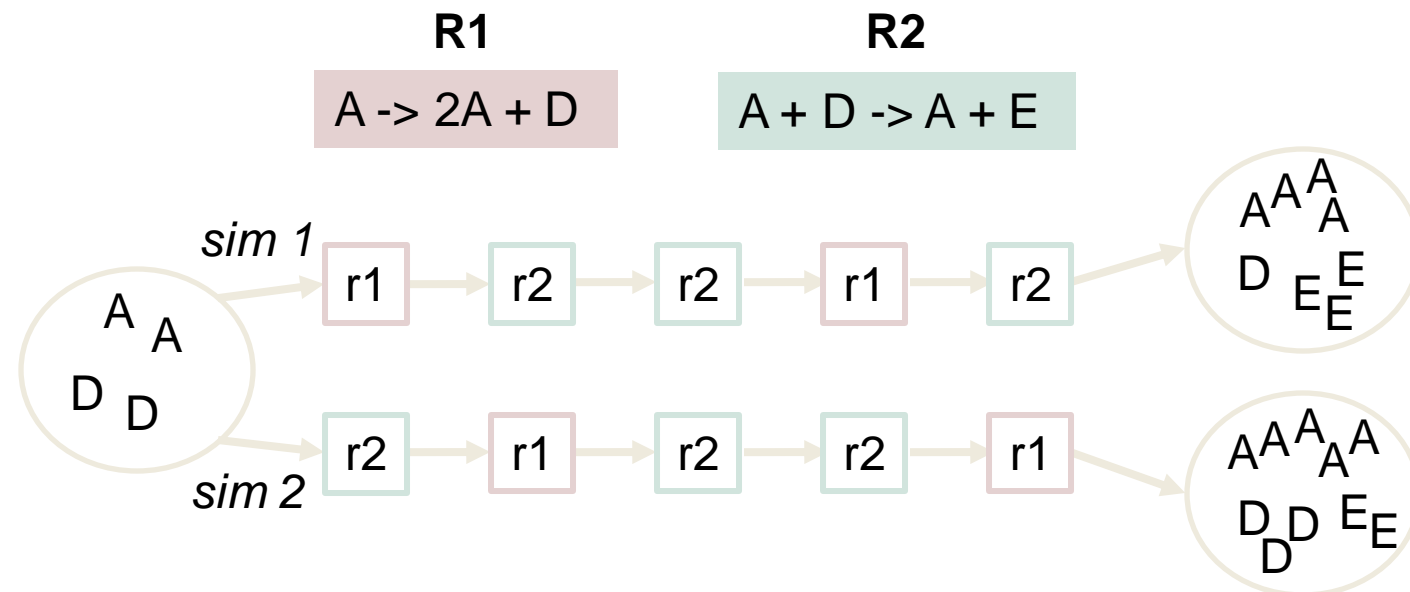 R1 R2
A -> 2A + D A + D -> A + E
sim 1
r1 r2 r2 r1 r2
A A A A
D E E E
A A
D D
sim 2
r2 r1 r2 r2 r1
A A A A A
D D D E E